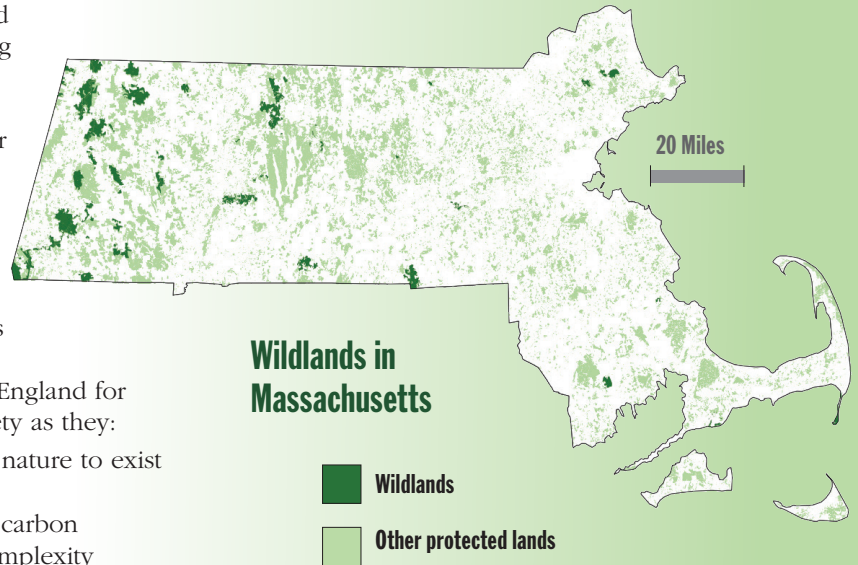 d
g
r
s
England for
ety as they:
nature to exist
carbon
mplexity
20 Miles
Wildlands in
Massachusetts
Wildlands
Other protected lands